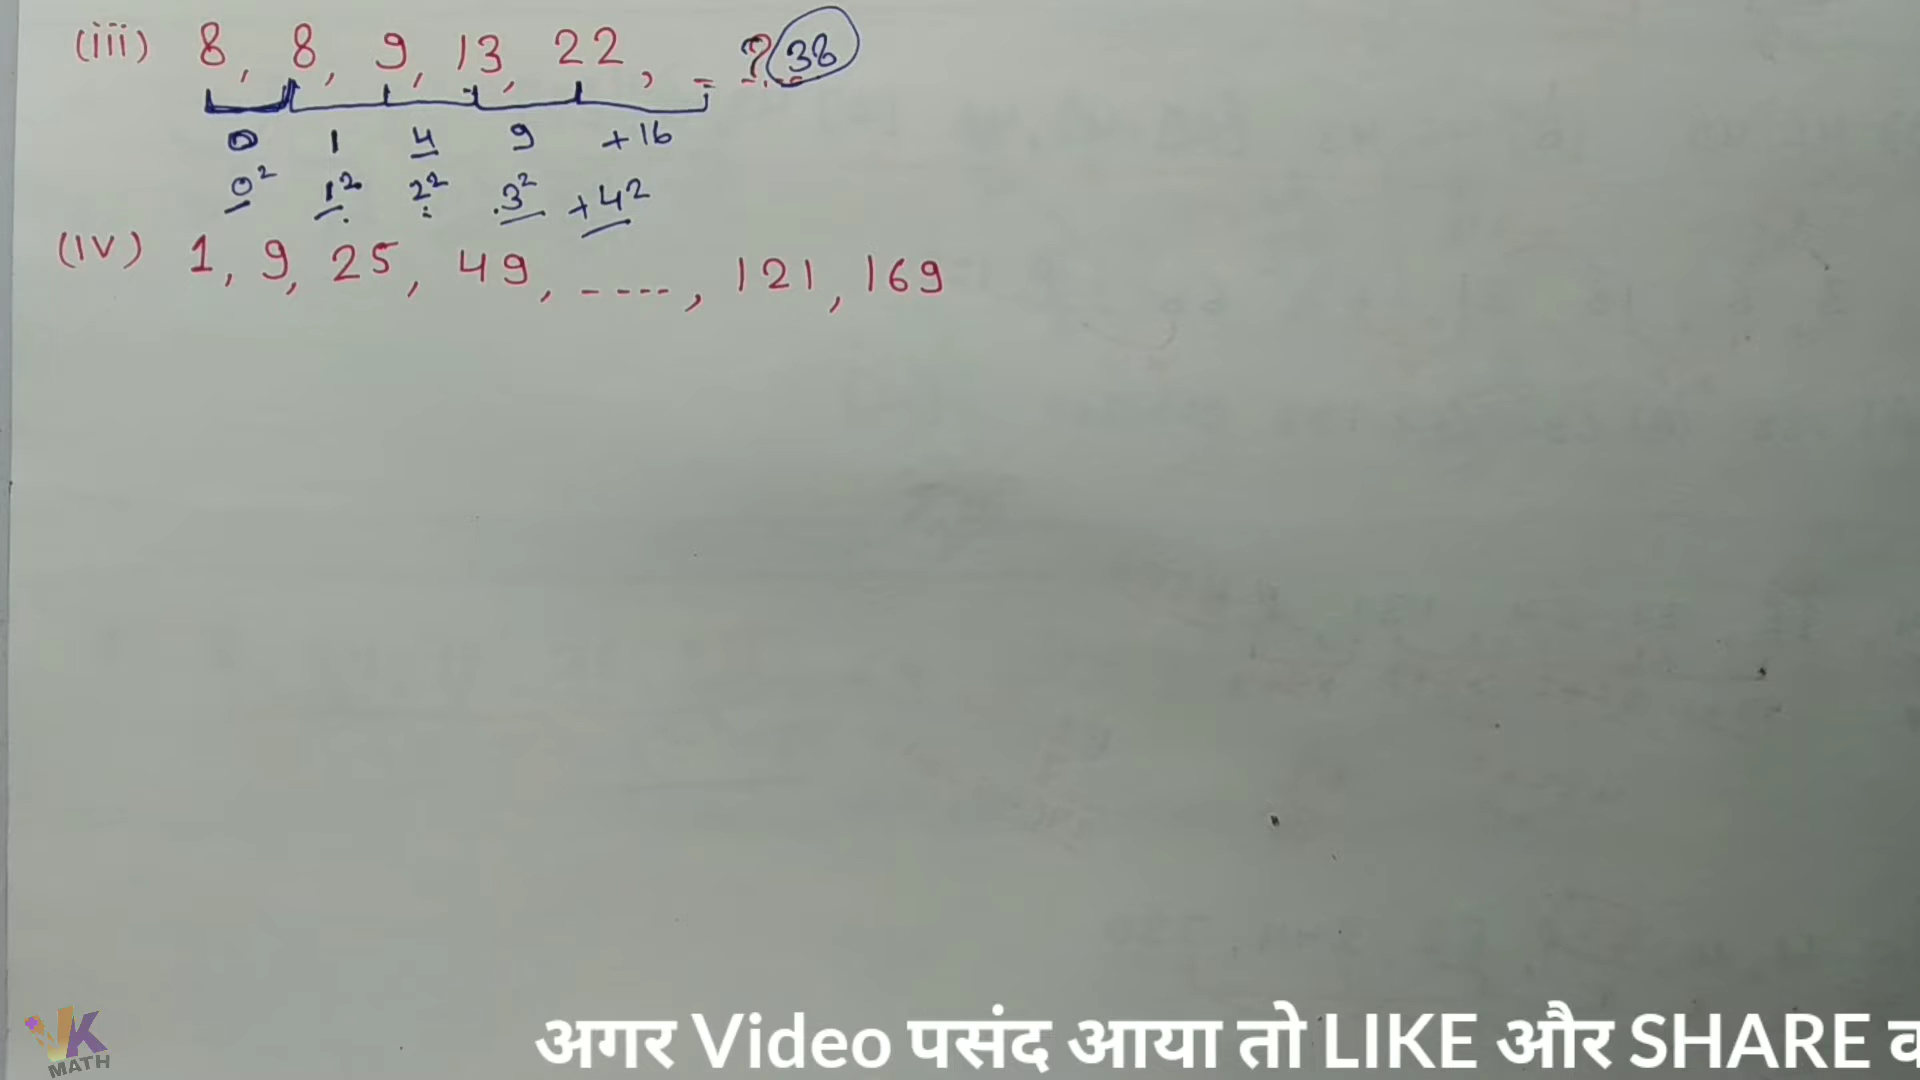 (iii) 8, 8, 9, 13, 22, - ? 38
0 1 4 9 +16
0² 1² 2² 3² +4²
(IV) 1, 9, 25, 49, ----, 121, 169
VK
MATH
अगर Video पसंद आया तो LIKE और SHARE